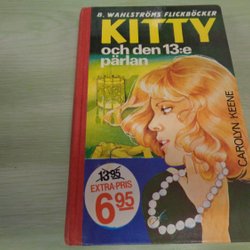 B. WAHLSTRÖMS FLICKBÖCKER
KITTY
och den 13:e
pärlan
CAROLYN KEENE
13.95
EXTRA-PRIS
6.95